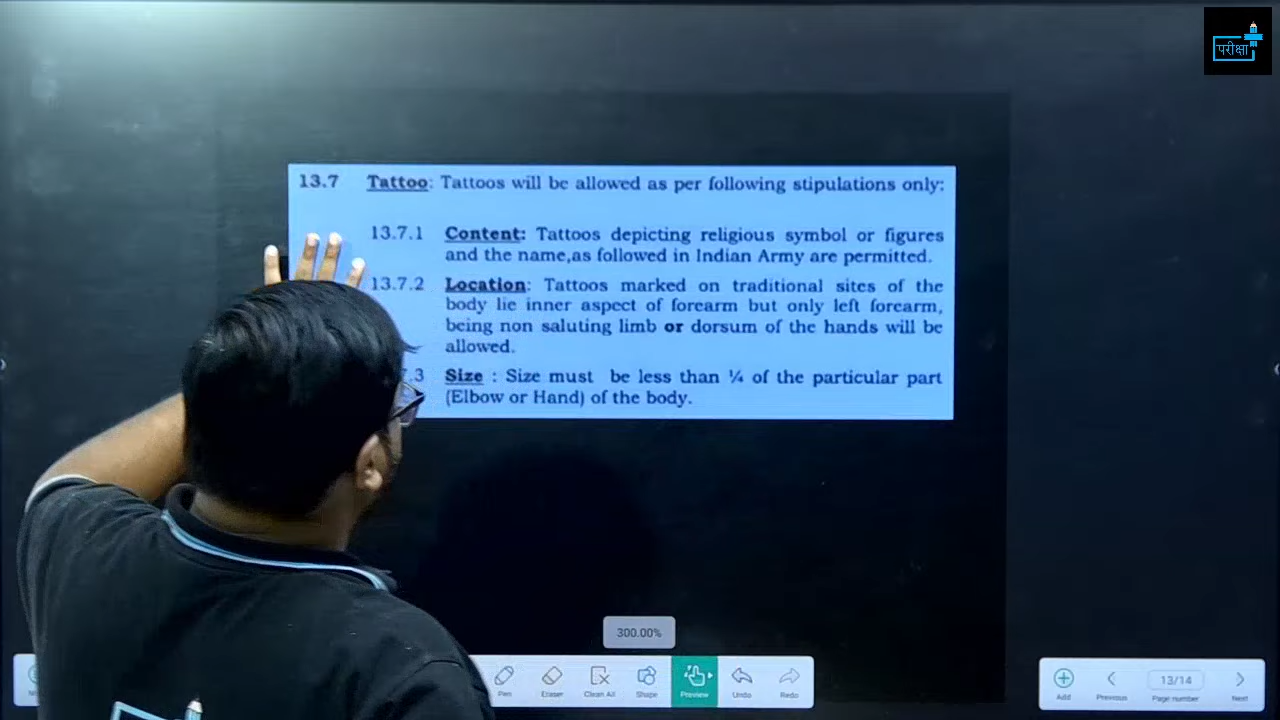 परीक्षा
13.7 Tattoo: Tattoos will be allowed as per following stipulations only:
13.7.1 Content: Tattoos depicting religious symbol or figures
and the name,as followed in Indian Army are permitted.
13.7.2 Location: Tattoos marked on traditional sites of the
body lie inner aspect of forearm but only left forearm,
being non saluting limb or dorsum of the hands will be
allowed.
7.3 Size : Size must be less than ¼ of the particular part
(Elbow or Hand) of the body.
300.00%
Pen Eraser Clean All Shape Preview Undo Redo
Add Previous 13/14 Page number Next